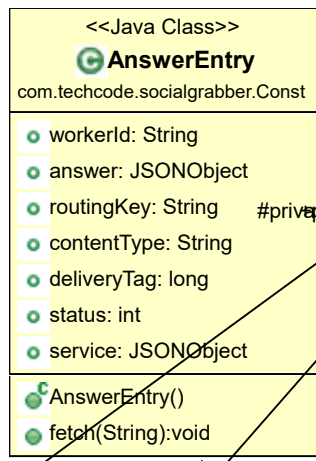 <<Java Class>>
AnswerEntry
com.techcode.socialgrabber.Const
workerId: String
answer: JSONObject
routingKey: String
contentType: String
deliveryTag: long
status: int
service: JSONObject
AnswerEntry()
fetch(String):void